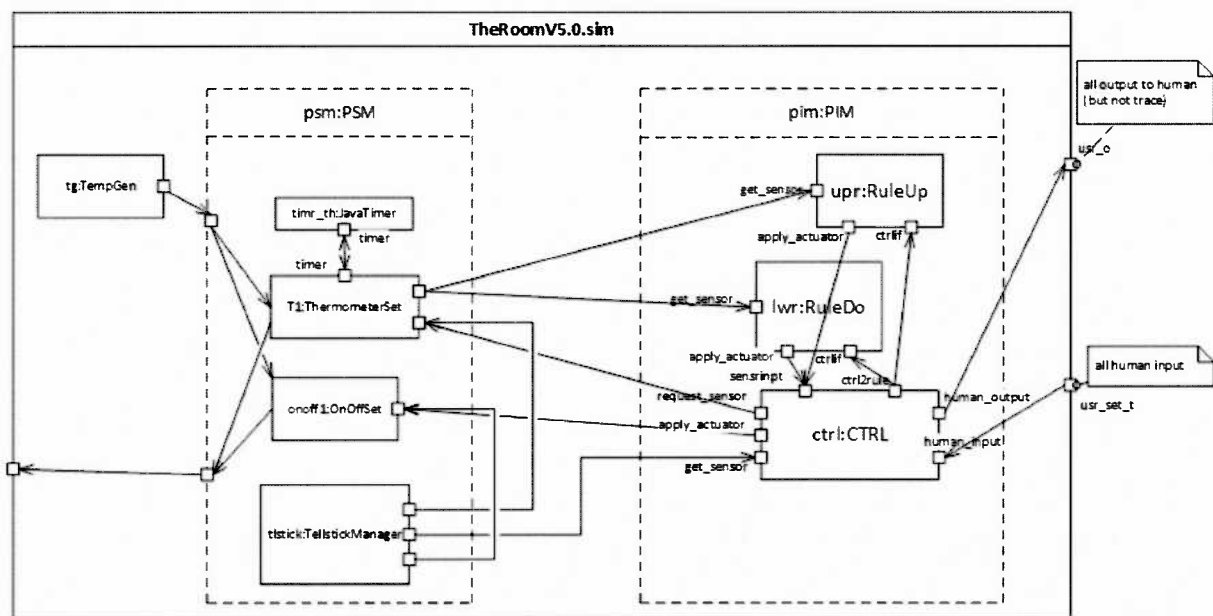 TheRoomV5.0.sim
all output to human
(but not trace)
psm:PSM
pim:PIM
usr_o
tg:TempGen
get_sensor
upr:RuleUp
timr_th:JavaTimer
timer
apply_actuator
ctrlif
timer
T1:ThermometerSet
get_sensor
lwr:RuleDo
apply_actuator
ctrlif
all human input
sensrinpt
ctrl2rule
onoff1:OnOffSet
request_sensor
human_output
usr_set_t
apply_actuator
ctrl:CTRL
human_input
get_sensor
tlstick:TellstickManager